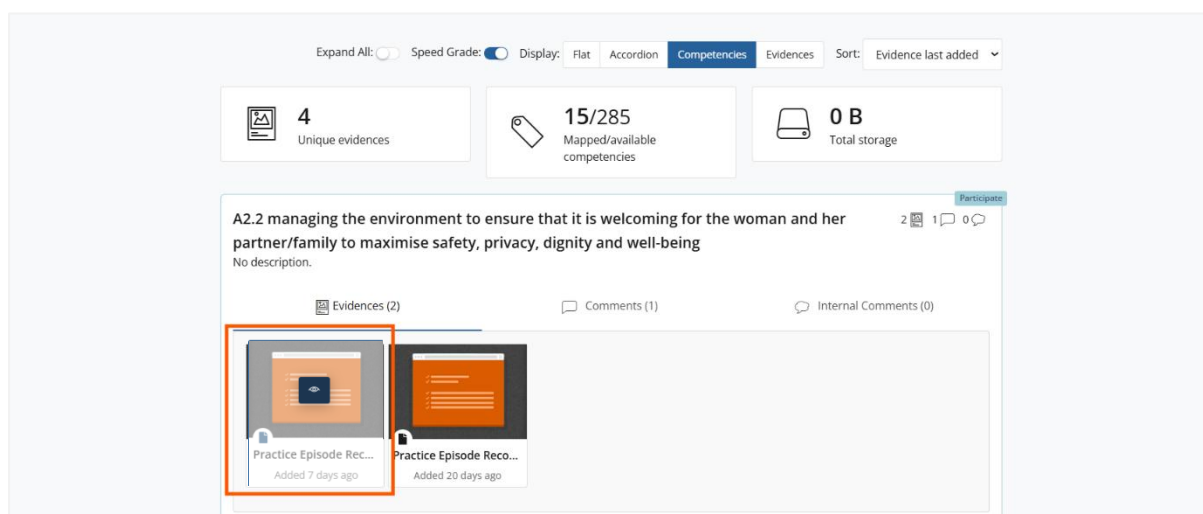 Expand All: Speed Grade: Display: Flat Accordion Competencies Evidences Sort: Evidence last added
4
Unique evidences
15/285
Mapped/available
competencies
0 B
Total storage
Participate
A2.2 managing the environment to ensure that it is welcoming for the woman and her
partner/family to maximise safety, privacy, dignity and well-being
2 1 0
No description.
Evidences (2) Comments (1) Internal Comments (0)
Practice Episode Rec... Practice Episode Reco...
Added 7 days ago Added 20 days ago